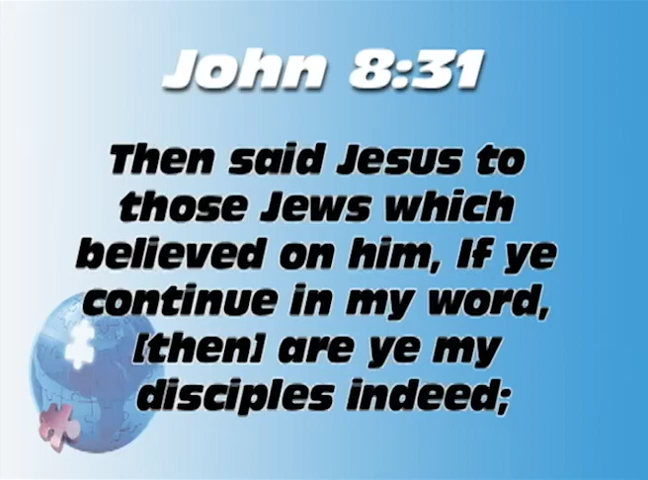 John 8:31
Then said Jesus to
those Jews which
believed on him, If ye
continue in my word,
[then] are ye my
disciples indeed;